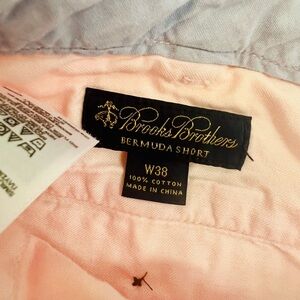 Brooks Brothers
BERMUDA SHORT
W38
100% COTTON
MADE IN CHINA